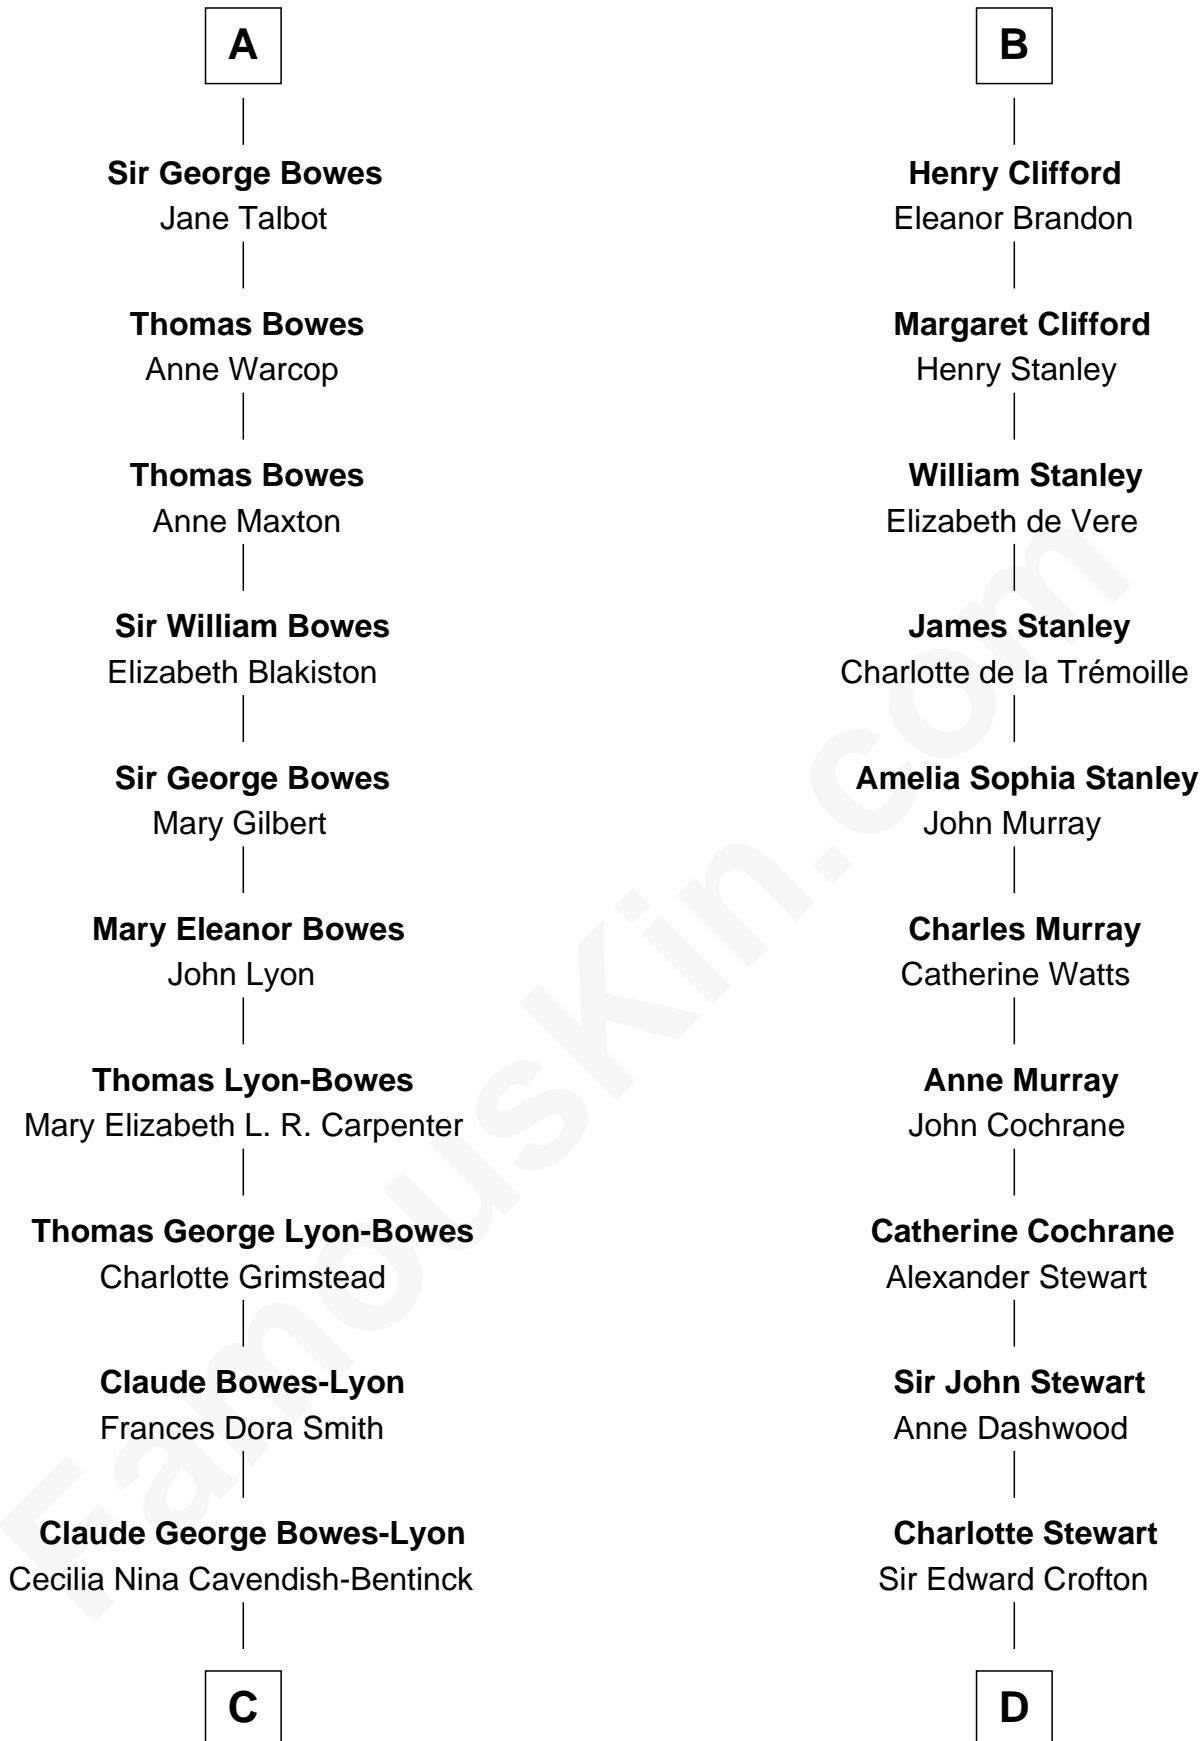 A
Sir George Bowes
Jane Talbot
Thomas Bowes
Anne Warcop
Thomas Bowes
Anne Maxton
Sir William Bowes
Elizabeth Blakiston
Sir George Bowes
Mary Gilbert
Mary Eleanor Bowes
John Lyon
Thomas Lyon-Bowes
Mary Elizabeth L. R. Carpenter
Thomas George Lyon-Bowes
Charlotte Grimstead
Claude Bowes-Lyon
Frances Dora Smith
Claude George Bowes-Lyon
Cecilia Nina Cavendish-Bentinck
C
B
Henry Clifford
Eleanor Brandon
Margaret Clifford
Henry Stanley
William Stanley
Elizabeth de Vere
James Stanley
Charlotte de la Trémoille
Amelia Sophia Stanley
John Murray
Charles Murray
Catherine Watts
Anne Murray
John Cochrane
Catherine Cochrane
Alexander Stewart
Sir John Stewart
Anne Dashwood
Charlotte Stewart
Sir Edward Crofton
D
FamousKin.com